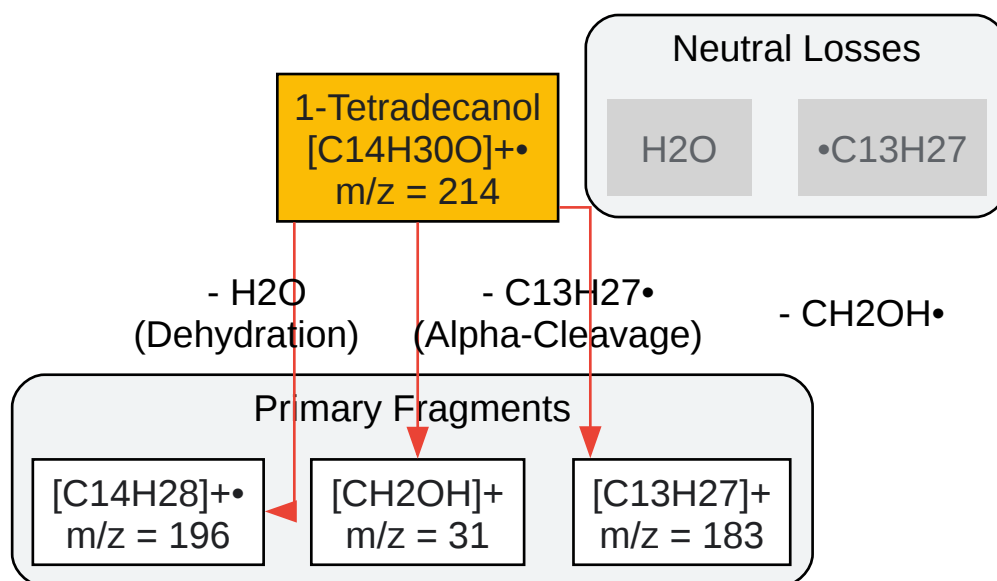 Neutral Losses
H2O
•C13H27
1-Tetradecanol
[C14H30O]+•
m/z = 214
- H2O
(Dehydration)
- C13H27•
(Alpha-Cleavage)
- CH2OH•
Primary Fragments
[C14H28]+•
m/z = 196
[CH2OH]+
m/z = 31
[C13H27]+
m/z = 183